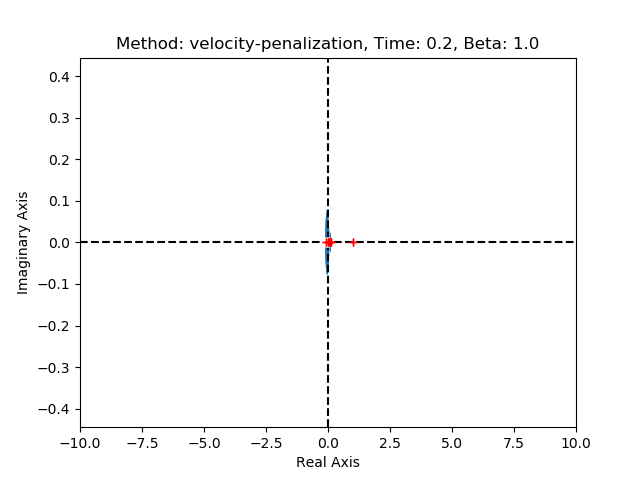 Method: velocity-penalization, Time: 0.2, Beta: 1.0
Imaginary Axis
0.4
0.3
0.2
0.1
0.0
−0.1
−0.2
−0.3
−0.4
−10.0 −7.5 −5.0 −2.5 0.0 2.5 5.0 7.5 10.0
Real Axis